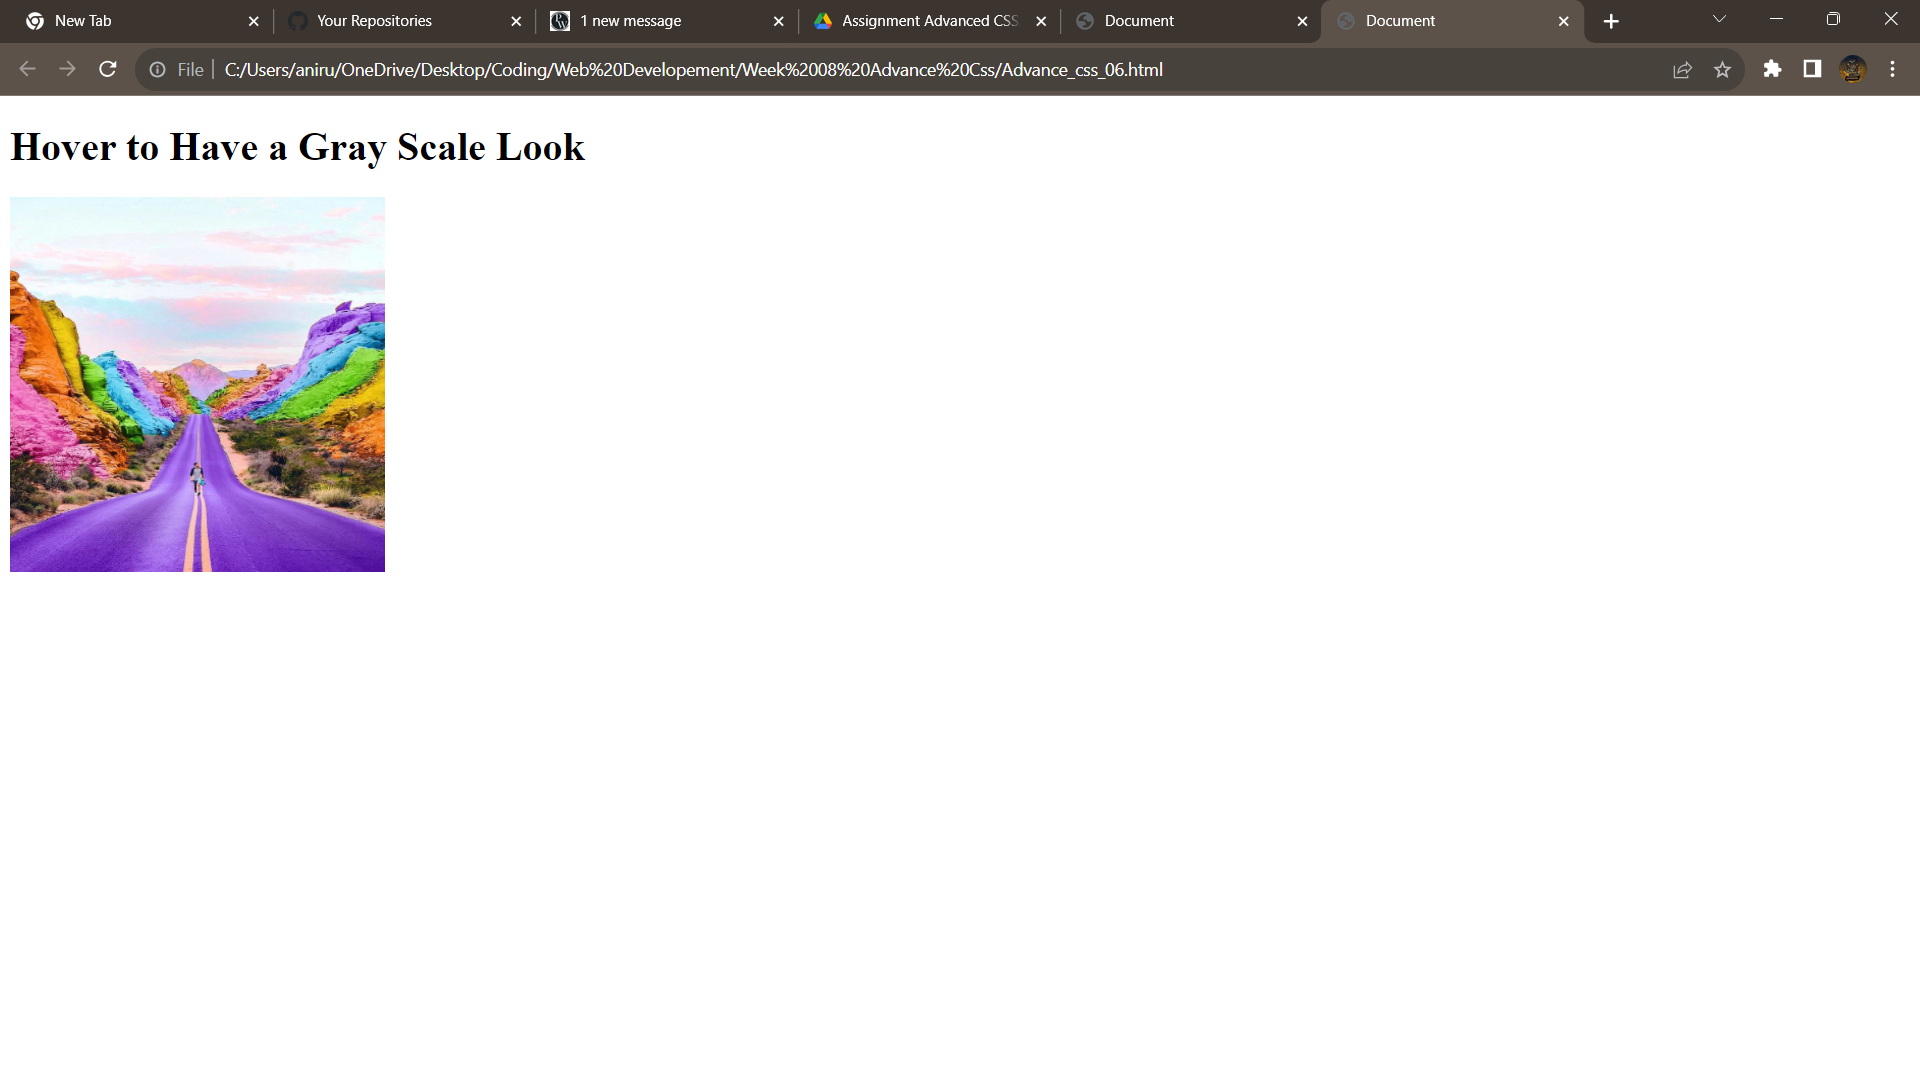 New Tab
Your Repositories
1 new message
Assignment Advanced CSS
Document
Document
File
C:/Users/aniru/OneDrive/Desktop/Coding/Web%20Developement/Week%2008%20Advance%20Css/Advance_css_06.html
Hover to Have a Gray Scale Look